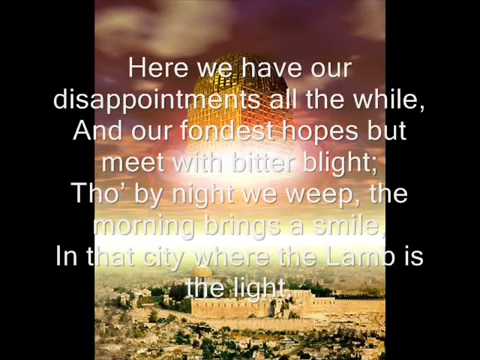 Here we have our
disappointments all the while,
And our fondest hopes but
meet with bitter blight;
Tho’ by night we weep, the
morning brings a smile,
In that city where the Lamb is
the light.